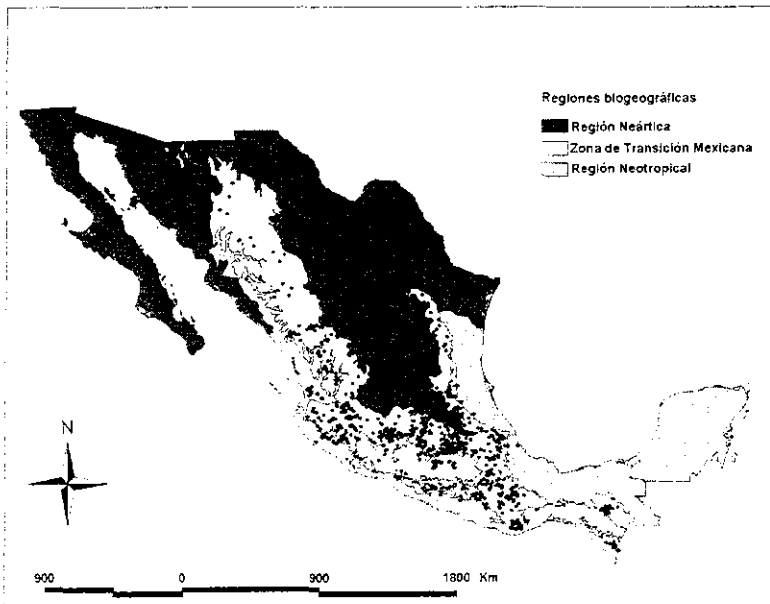 Regiones biogeográficas
Región Neártica
Zona de Transición Mexicana
Región Neotropical
N
900 0 900 1800 Km